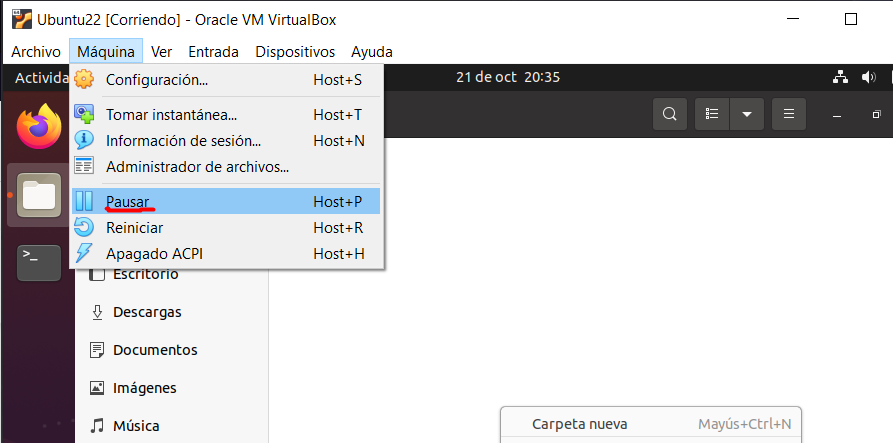 Ubuntu22 [Corriendo] - Oracle VM VirtualBox
Archivo Máquina Ver Entrada Dispositivos Ayuda
Activida 21 de oct 20:35
Configuración... Host+S
Tomar instantánea... Host+T
Información de sesión... Host+N
Administrador de archivos...
Pausar Host+P
Reiniciar Host+R
Apagado ACPI Host+H
Escritorio
Descargas
Documentos
Imágenes
Música
Carpeta nueva Mayús+Ctrl+N